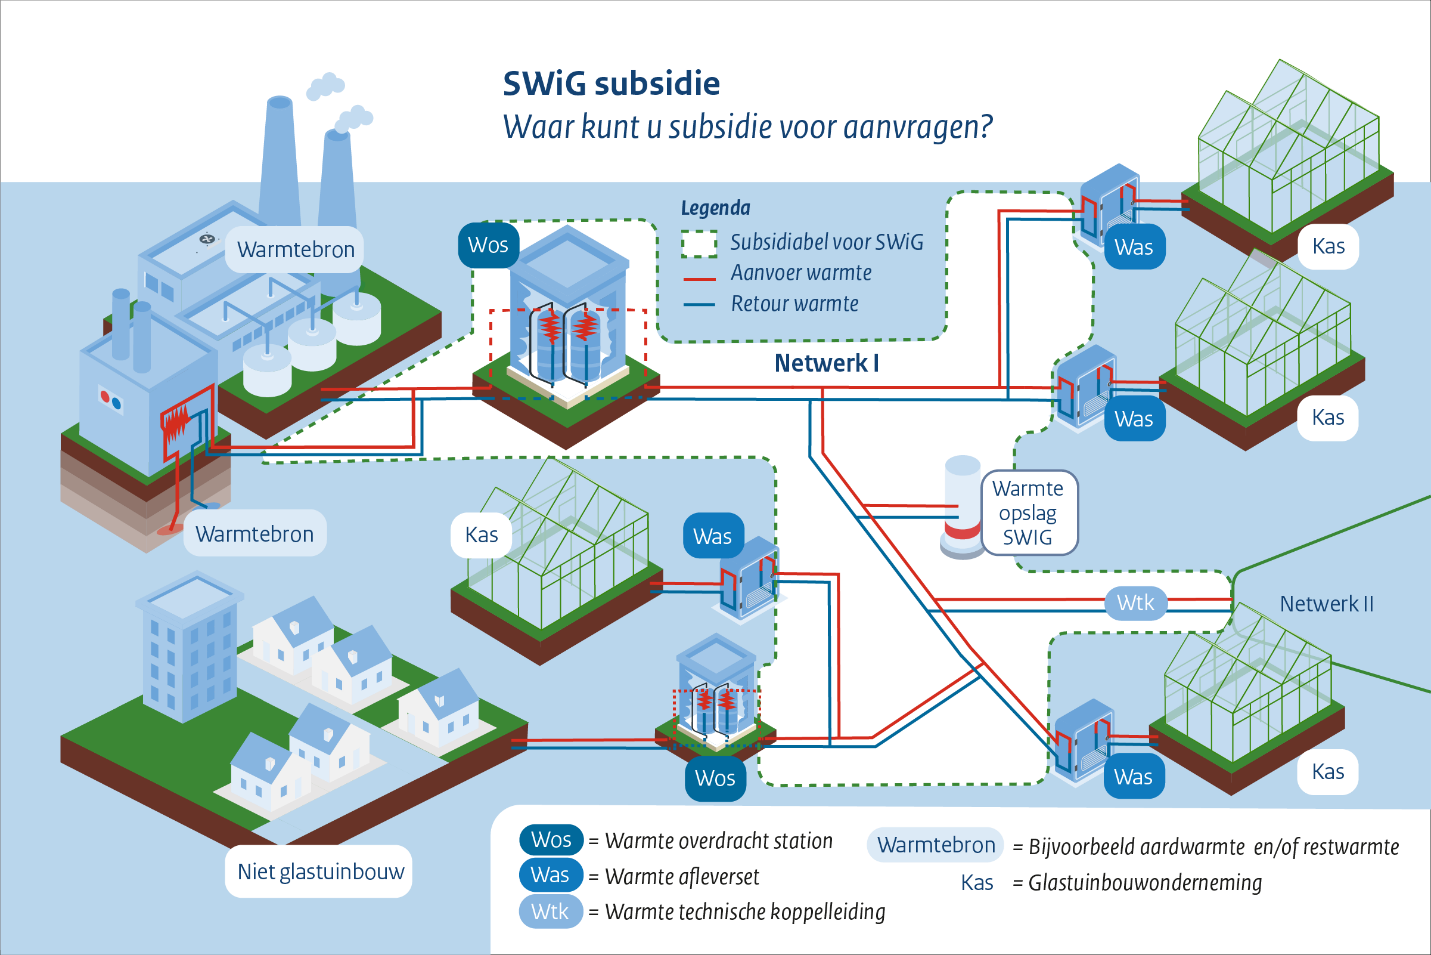 SWiG subsidie
Waar kunt u subsidie voor aanvragen?
Legenda
Subsidiabel voor SWiG
Aanvoer warmte
Retour warmte
Warmtebron
Wos
Was
Kas
Netwerk I
Was
Kas
Warmtebron
Kas
Was
Warmte
opslag
SWIG
Wtk
Netwerk II
Wos
Was
Kas
Niet glastuinbouw
Wos = Warmte overdracht station
Was = Warmte afleverset
Wtk = Warmte technische koppelleiding
Warmtebron = Bijvoorbeeld aardwarmte en/of restwarmte
Kas = Glastuinbouwonderneming